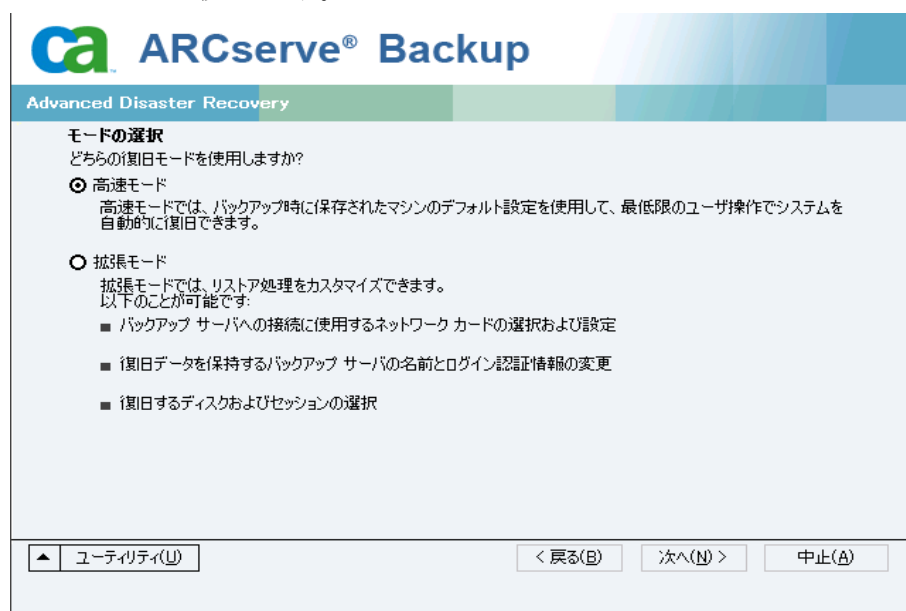 ca ARCserve® Backup
Advanced Disaster Recovery
モードの選択
どちらの復旧モードを使用しますか?
高速モード
高速モードでは、バックアップ時に保存されたマシンのデフォルト設定を使用して、最低限のユーザ操作でシステムを
自動的に復旧できます。
拡張モード
拡張モードでは、リストア処理をカスタマイズできます。
以下のことが可能です:
■ バックアップ サーバへの接続に使用するネットワーク カードの選択および設定
■ 復旧データを保持するバックアップ サーバの名前とログイン認証情報の変更
■ 復旧するディスクおよびセッションの選択
▲ ユーティリティ(U) < 戻る(B) 次へ(N) > 中止(A)